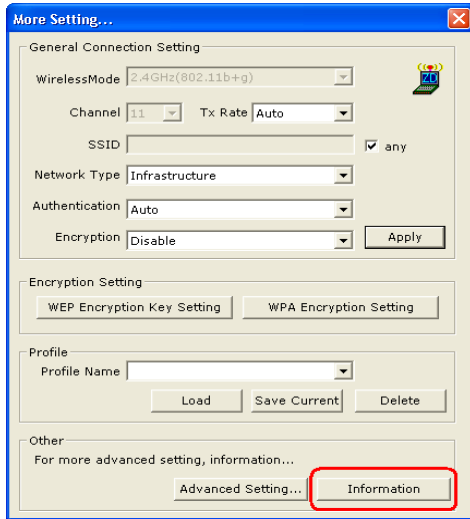 More Setting...
General Connection Setting
WirelessMode 2.4GHz(802.11b+g)
ZD
Channel 11 Tx Rate Auto
SSID any
Network Type Infrastructure
Authentication Auto
Encryption Disable Apply
Encryption Setting
WEP Encryption Key Setting WPA Encryption Setting
Profile
Profile Name
Load Save Current Delete
Other
For more advanced setting, information...
Advanced Setting... Information